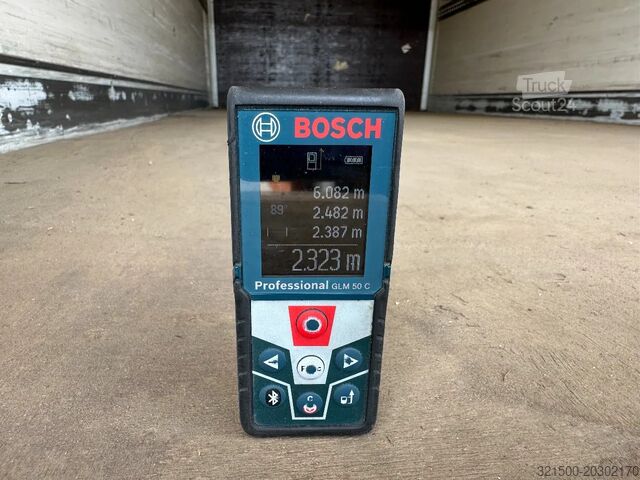 Truck
Scout24
BOSCH
6.082 m
89° 2.482 m
2.387 m
2.323 m
Professional GLM 50 C
F C
C
321500-20302170